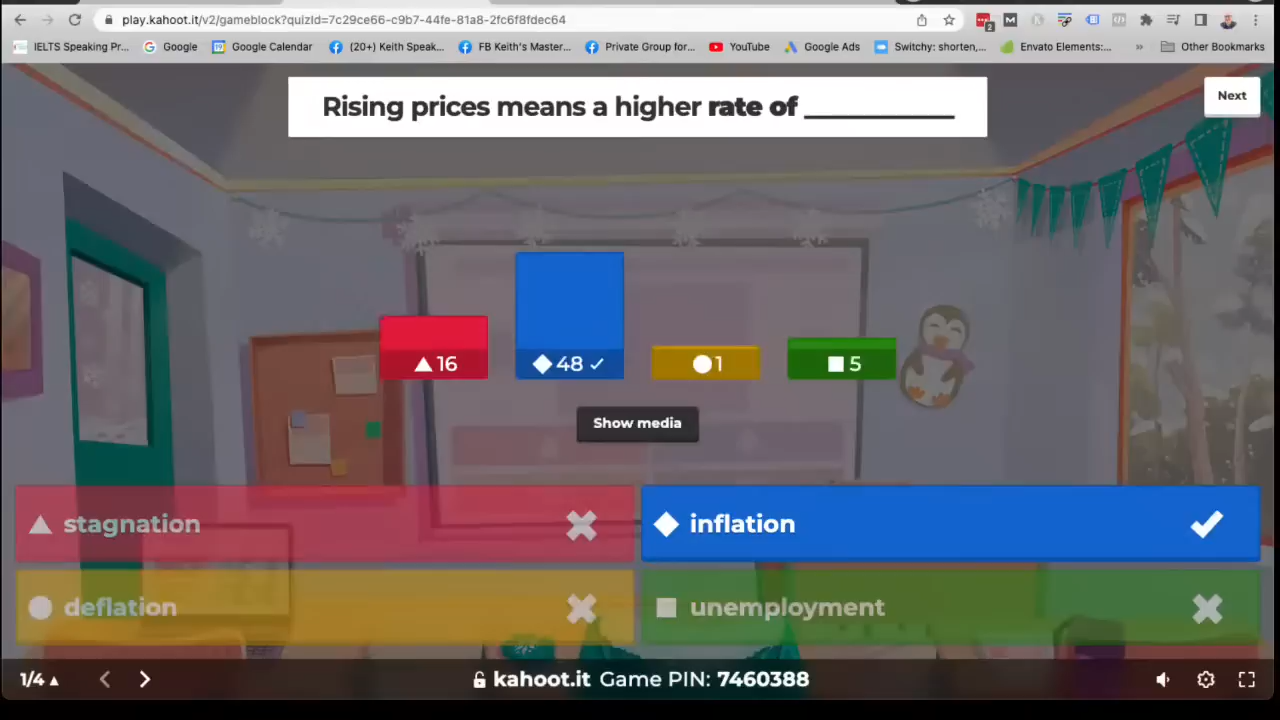 play.kahoot.it/v2/gameblock?quizId=7c29ce66-c9b7-44fe-81a8-2fc6f8fdec64
2
IELTS Speaking Pr... Google Google Calendar (20+) Keith Speak... FB Keith's Master... Private Group for... YouTube Google Ads Switchy: shorten,... Envato Elements:... » Other Bookmarks
Rising prices means a higher rate of ___________
Next
16 48 1 5
Show media
stagnation
inflation
deflation
unemployment
1/4 kahoot.it Game PIN: 7460388